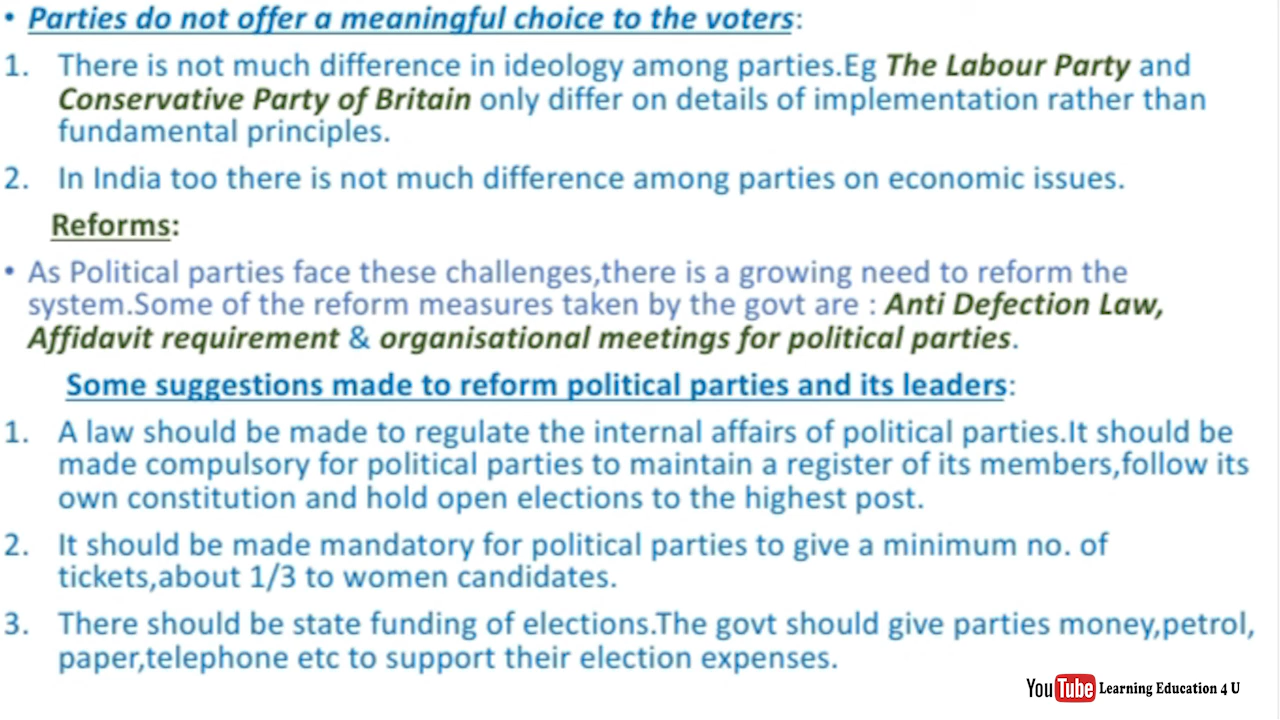 • Parties do not offer a meaningful choice to the voters:
1. There is not much difference in ideology among parties.Eg The Labour Party and
Conservative Party of Britain only differ on details of implementation rather than
fundamental principles.
2. In India too there is not much difference among parties on economic issues.
Reforms:
• As Political parties face these challenges,there is a growing need to reform the
system.Some of the reform measures taken by the govt are : Anti Defection Law,
Affidavit requirement & organisational meetings for political parties.
Some suggestions made to reform political parties and its leaders:
1. A law should be made to regulate the internal affairs of political parties.It should be
made compulsory for political parties to maintain a register of its members,follow its
own constitution and hold open elections to the highest post.
2. It should be made mandatory for political parties to give a minimum no. of
tickets,about 1/3 to women candidates.
3. There should be state funding of elections.The govt should give parties money,petrol,
paper,telephone etc to support their election expenses.
YouTube Learning Education 4 U